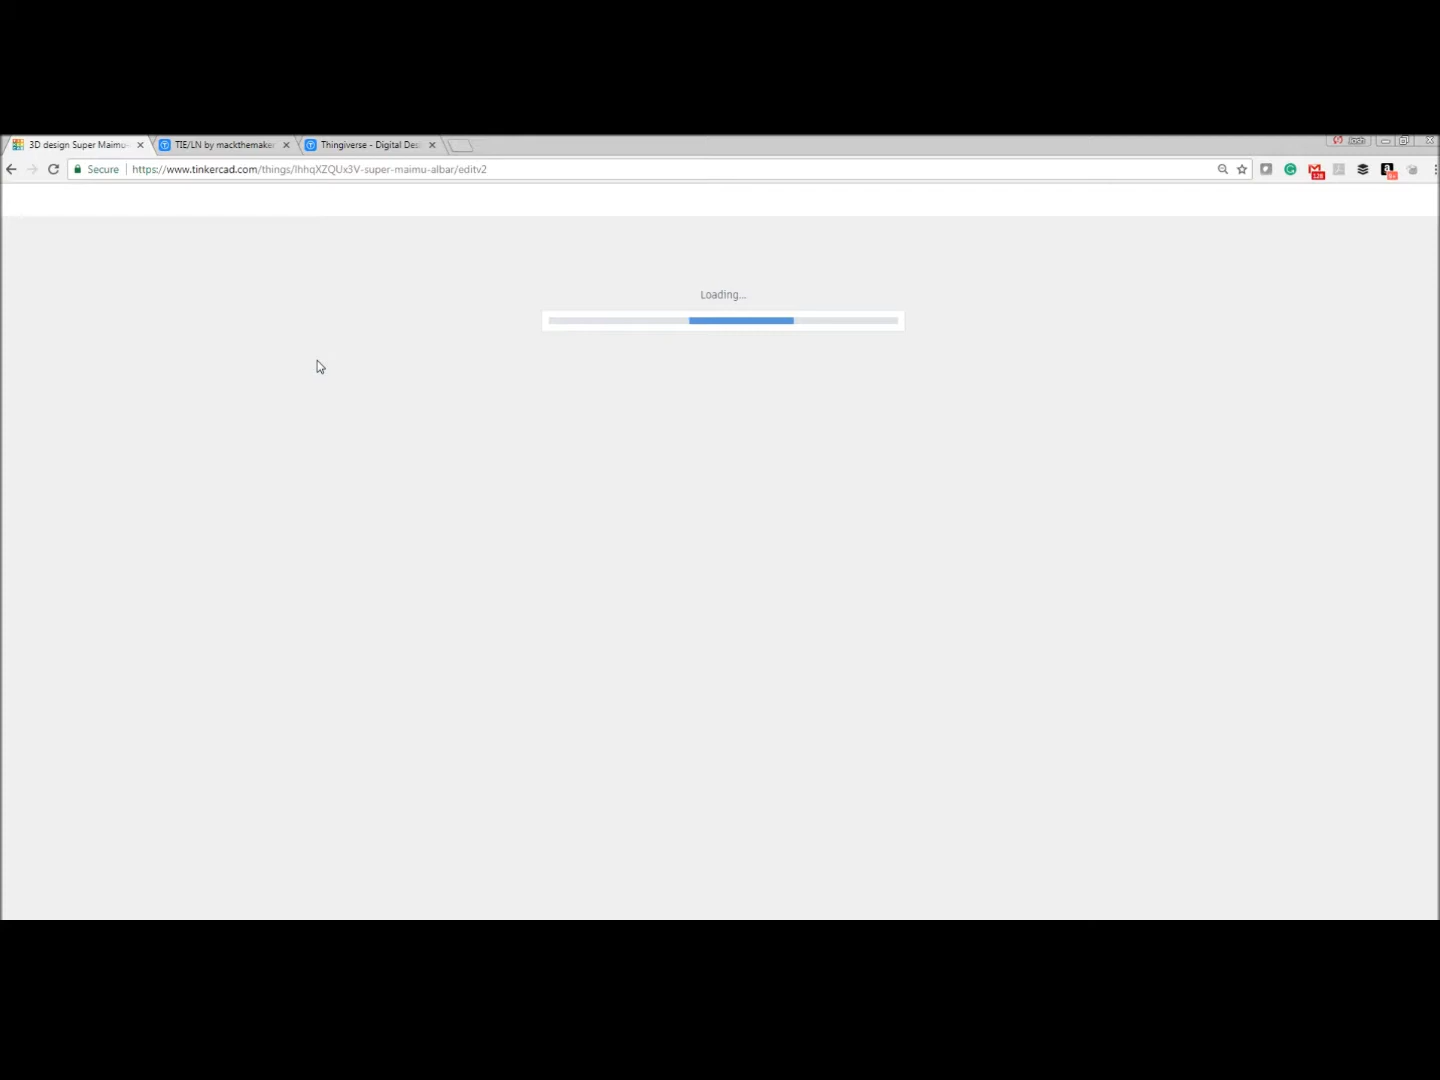 3D design Super Maimu- TIE/LN by mackthemaker Thingiverse - Digital Des Josh
Secure https://www.tinkercad.com/things/lhhqXZQUx3V-super-maimu-albar/editv2
Loading...